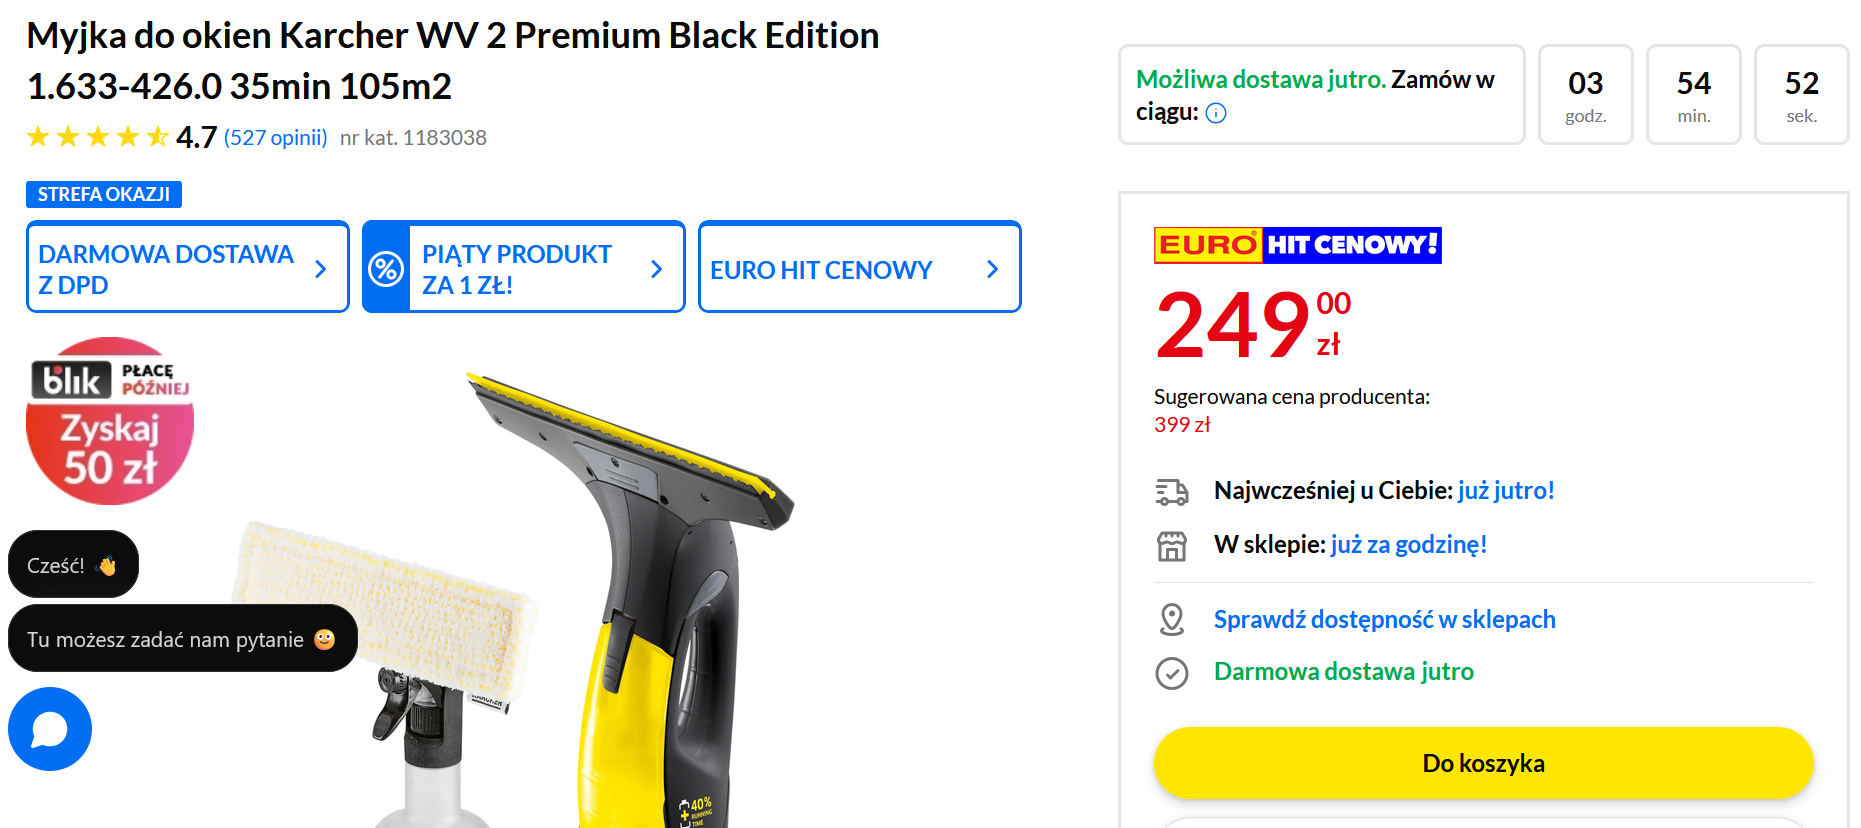 Myjka do okien Karcher WV 2 Premium Black Edition
1.633-426.0 35min 105m2
4.7 (527 opinii) nr kat. 1183038
STREFA OKAZJI
DARMOWA DOSTAWA
Z DPD
PIĄTY PRODUKT
ZA 1 ZŁ!
EURO HIT CENOWY
blik PŁACĘ
PÓŹNIEJ
Zyskaj
50 zł
Cześć! 👋
Tu możesz zadać nam pytanie
KÄRCHER
40%
RUNNING
TIME
Możliwa dostawa jutro. Zamów w
ciągu:
03
godz.
54
min.
52
sek.
EURO HIT CENOWY!
249 00
zł
Sugerowana cena producenta:
399 zł
Najwcześniej u Ciebie: już jutro!
W sklepie: już za godzinę!
Sprawdź dostępność w sklepach
Darmowa dostawa jutro
Do koszyka